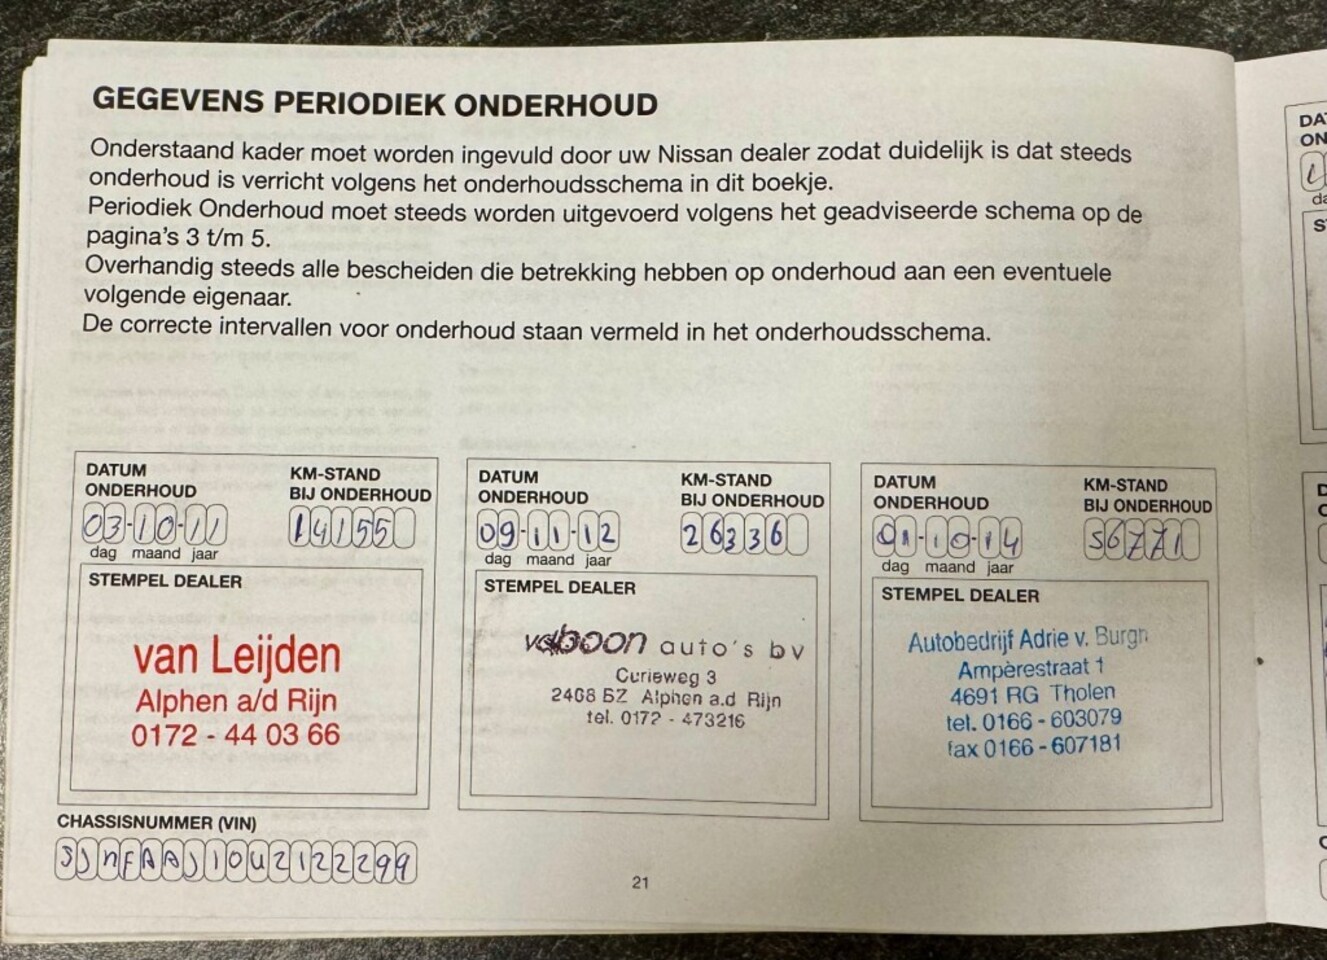 GEGEVENS PERIODIEK ONDERHOUD
Onderstaand kader moet worden ingevuld door uw Nissan dealer zodat duidelijk is dat steeds
onderhoud is verricht volgens het onderhoudsschema in dit boekje.
Periodiek Onderhoud moet steeds worden uitgevoerd volgens het geadviseerde schema op de
pagina's 3 t/m 5.
Overhandig steeds alle bescheiden die betrekking hebben op onderhoud aan een eventuele
volgende eigenaar.
De correcte intervallen voor onderhoud staan vermeld in het onderhoudsschema.
DATUM
ONDERHOUD
KM-STAND
BIJ ONDERHOUD
03-10-11
14155
dag maand jaar
STEMPEL DEALER
van Leijden
Alphen a/d Rijn
0172 - 44 03 66
DATUM
ONDERHOUD
KM-STAND
BIJ ONDERHOUD
09-11-12
26336
dag maand jaar
STEMPEL DEALER
boon auto's bv
Curieweg 3
2408 BZ Alphen a.d Rijn
tel. 0172 - 473216
DATUM
ONDERHOUD
KM-STAND
BIJ ONDERHOUD
01-10-14
56771
dag maand jaar
STEMPEL DEALER
Autobedrijf Adrie v. Burgh
Ampèrestraat 1
4691 RG Tholen
tel. 0166 - 603079
fax 0166 - 607181
CHASSISNUMMER (VIN)
SJNFAAJ10U2122299
21